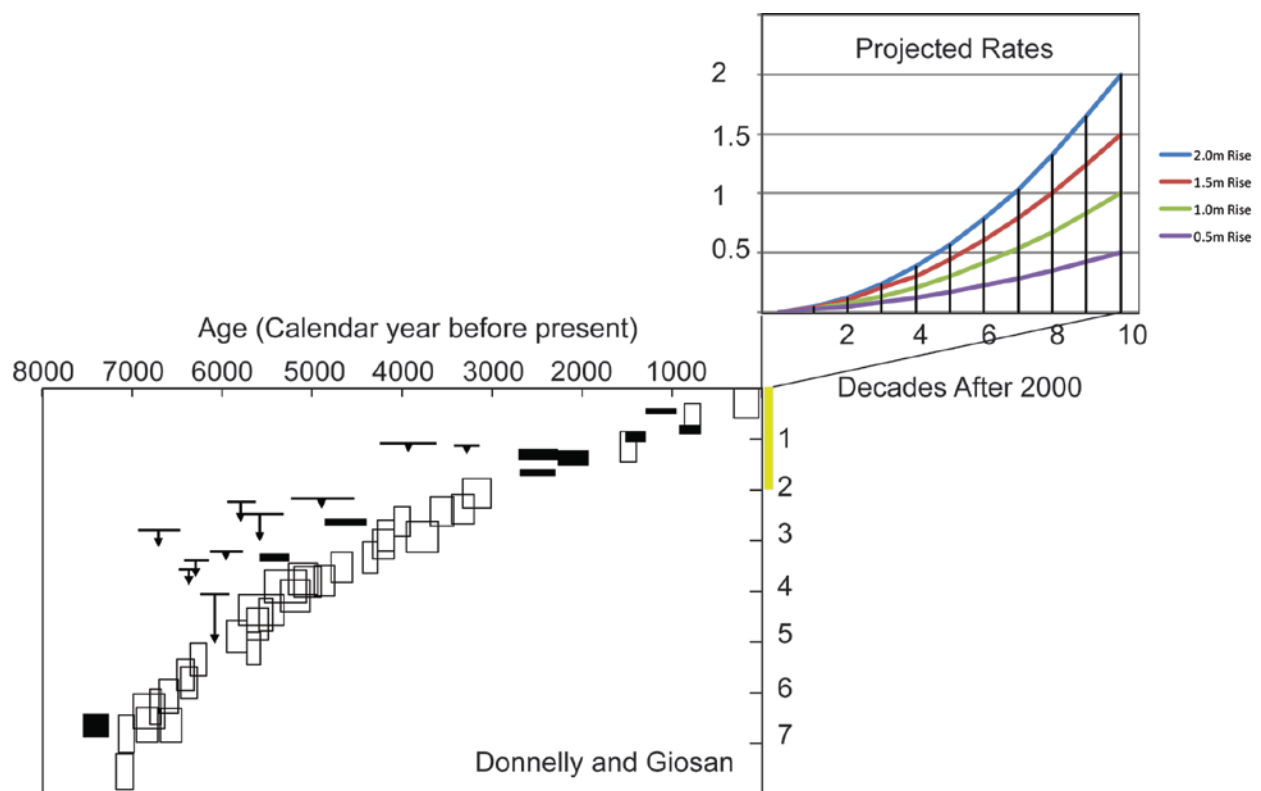 Projected Rates
2
1.5
1
0.5
2.0m Rise
1.5m Rise
1.0m Rise
0.5m Rise
2 4 6 8 10
Decades After 2000
Age (Calendar year before present)
8000 7000 6000 5000 4000 3000 2000 1000
1
2
3
4
5
6
7
Donnelly and Giosan